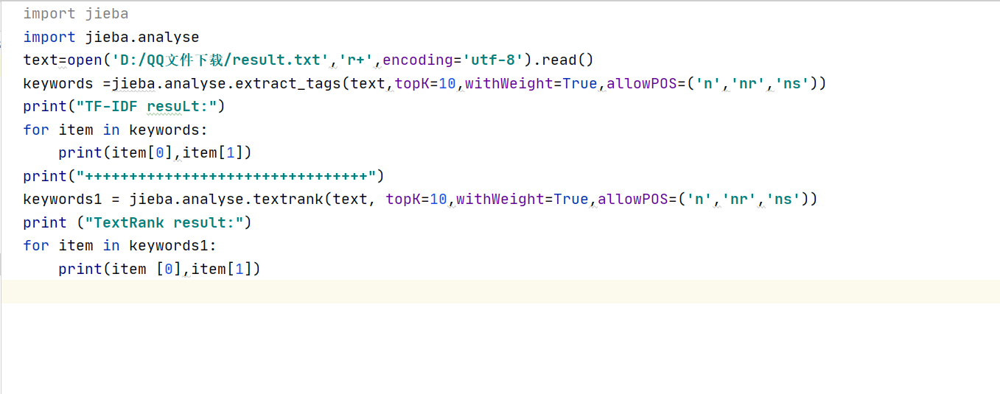 import jieba
import jieba.analyse
text=open('D:/QQ文件下载/result.txt','r+',encoding='utf-8').read()
keywords =jieba.analyse.extract_tags(text,topK=10,withWeight=True,allowPOS=('n','nr','ns'))
print("TF-IDF resuLt:")
for item in keywords:
    print(item[0],item[1])
print("++++++++++++++++++++++++++++++++")
keywords1 = jieba.analyse.textrank(text, topK=10,withWeight=True,allowPOS=('n','nr','ns'))
print ("TextRank result:")
for item in keywords1:
    print(item [0],item[1])